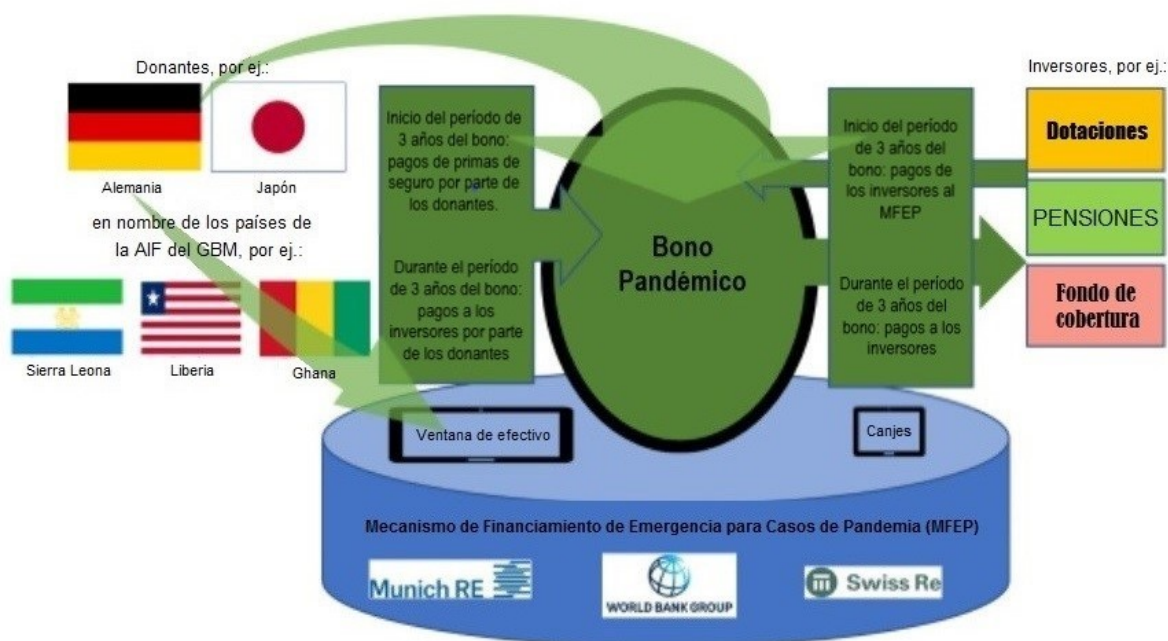 Donantes, por ej.:
Alemania
Japón
en nombre de los países de
la AIF del GBM, por ej.:
Sierra Leona
Liberia
Ghana
Inicio del período de
3 años del bono:
pagos de primas de
seguro por parte de
los donantes.
Durante el período
de 3 años del bono:
pagos a los
inversores por parte
de los donantes
Bono
Pandémico
Inicio del período
de 3 años del
bono: pagos de
los inversores al
MFEP
Durante el período
de 3 años del
bono: pagos a los
inversores
Inversores, por ej.:
Dotaciones
PENSIONES
Fondo de
cobertura
Ventana de efectivo
Canjes
Mecanismo de Financiamiento de Emergencia para Casos de Pandemia (MFEP)
Munich RE
WORLD BANK GROUP
Swiss Re